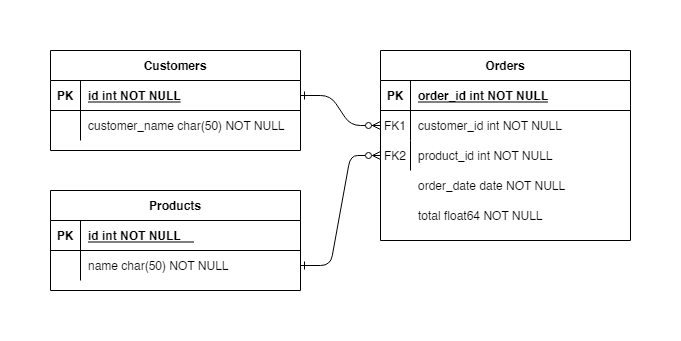 Customers
PK id int NOT NULL
customer_name char(50) NOT NULL
Products
PK id int NOT NULL
name char(50) NOT NULL
Orders
PK order_id int NOT NULL
FK1 customer_id int NOT NULL
FK2 product_id int NOT NULL
order_date date NOT NULL
total float64 NOT NULL